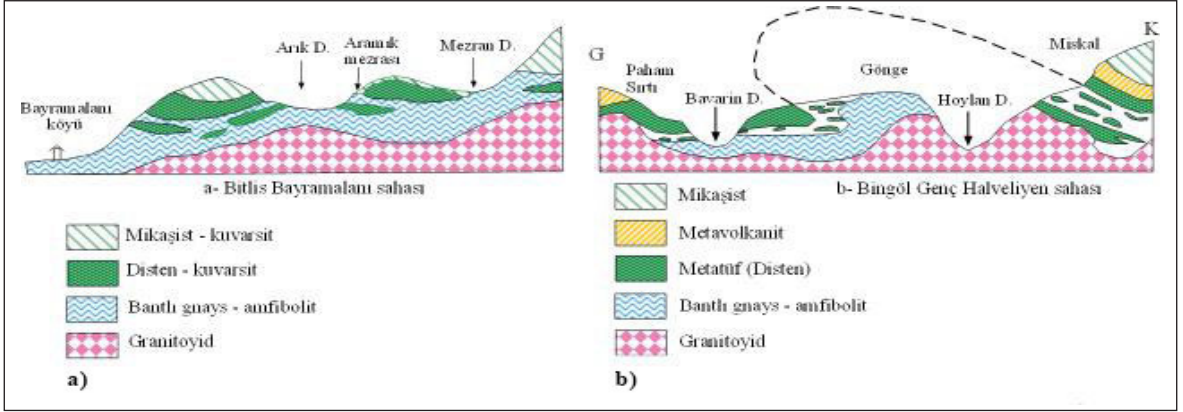 Bayramalanı
köyü
Arık D.
Aramık
mezrası
Mezran D.
a- Bitlis Bayramalanı sahası
Mikaşist - kuvarsit
Disten - kuvarsit
Bantlı gnays - amfibolit
Granitoyid
a)
G
Paham
Sırtı
Bavarin D.
Gönge
Hoylan D.
Miskal
K
b- Bingöl Genç Halveliyen sahası
Mikaşist
Metavolkanit
Metatüf (Disten)
Bantlı gnays - amfibolit
Granitoyid
b)